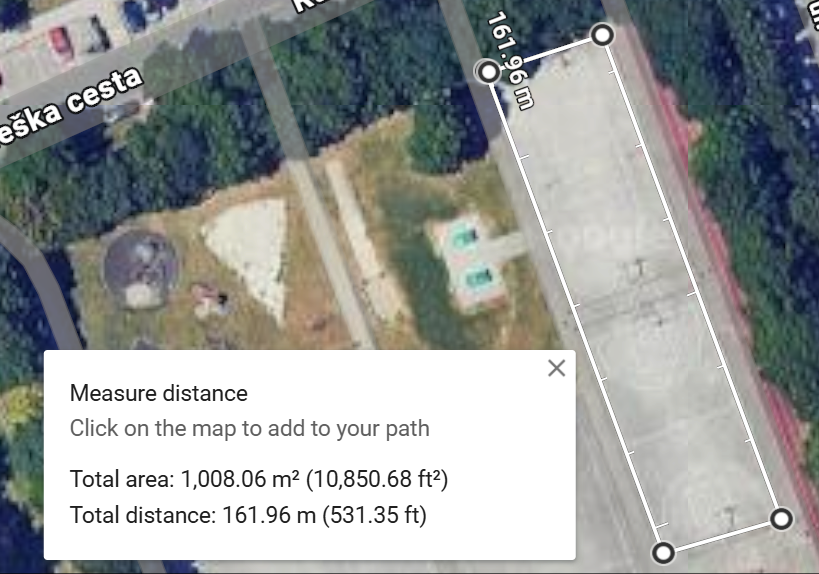 eška cesta
161.96 m
Google
Measure distance
Click on the map to add to your path
Total area: 1,008.06 m² (10,850.68 ft²)
Total distance: 161.96 m (531.35 ft)